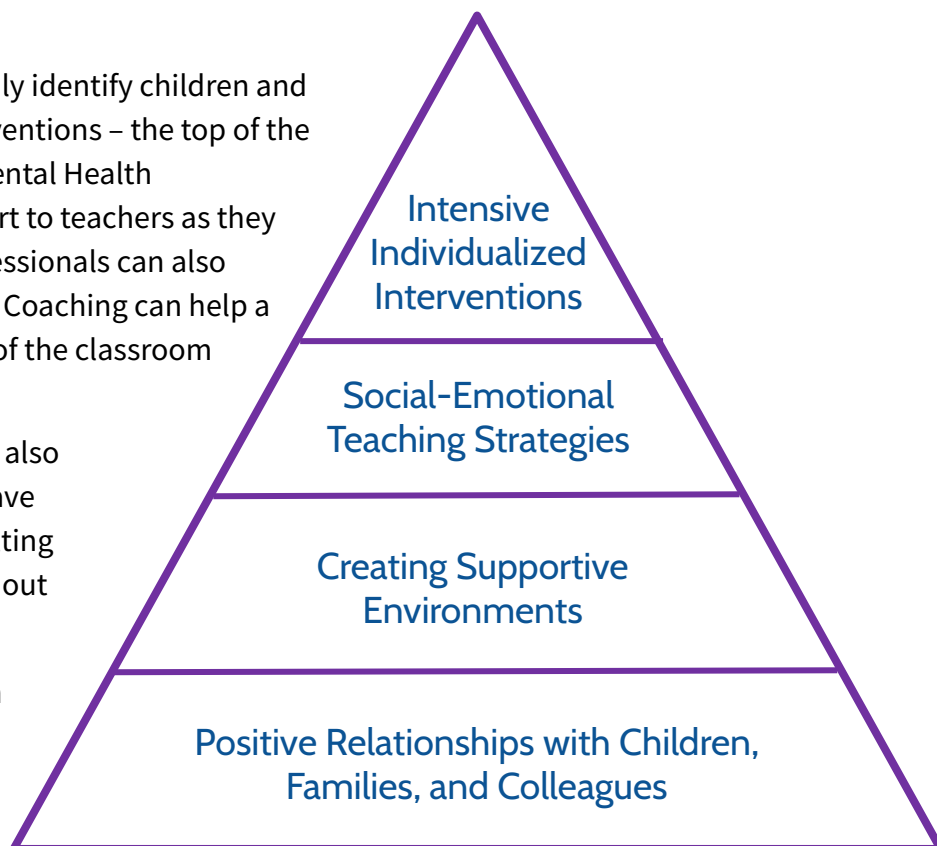 ly identify children and
ventions – the top of the
ental Health
rt to teachers as they
essionals can also
Coaching can help a
of the classroom
also
ave
ting
out
Intensive
Individualized
Interventions
Social-Emotional
Teaching Strategies
Creating Supportive
Environments
Positive Relationships with Children,
Families, and Colleagues